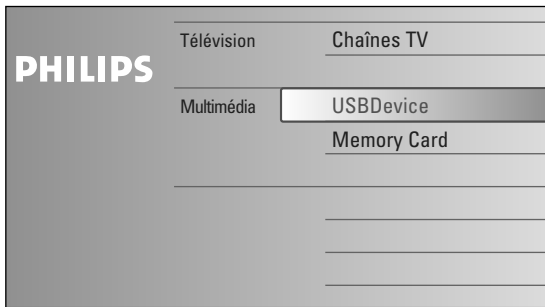 PHILIPS
Télévision Chaînes TV
Multimédia USBDevice
Memory Card